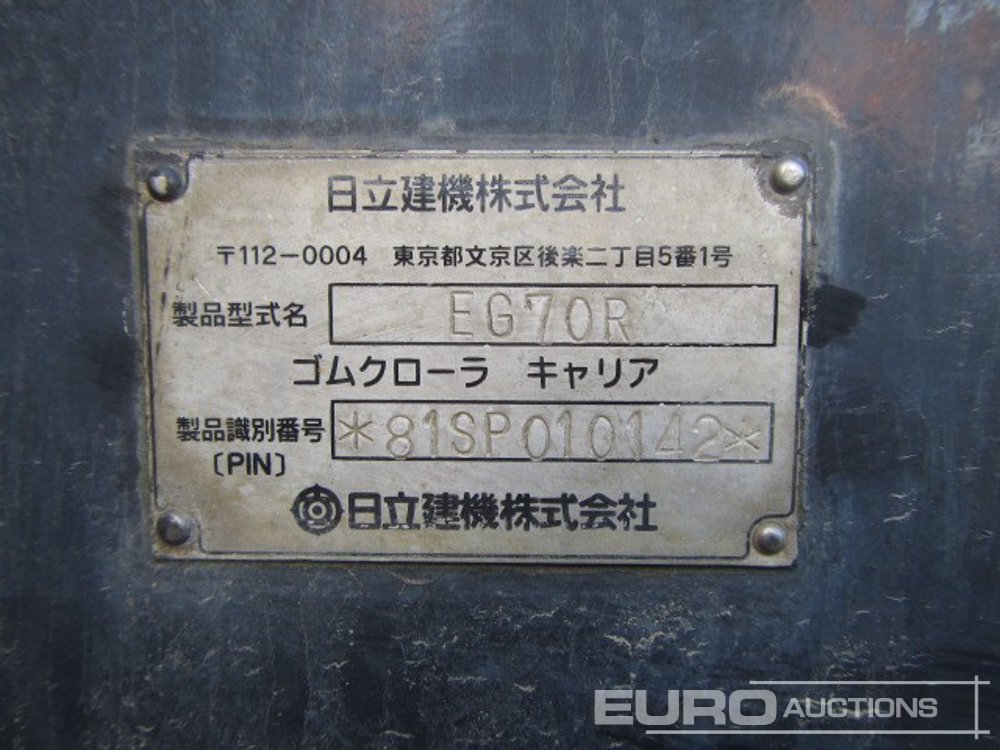 日立建機株式会社
〒112-0004 東京都文京区後楽二丁目5番1号
製品型式名 EG70R
ゴムクローラ キャリア
製品識別番号 *81SP010142*
〔PIN〕
日立建機株式会社
EURO AUCTIONS